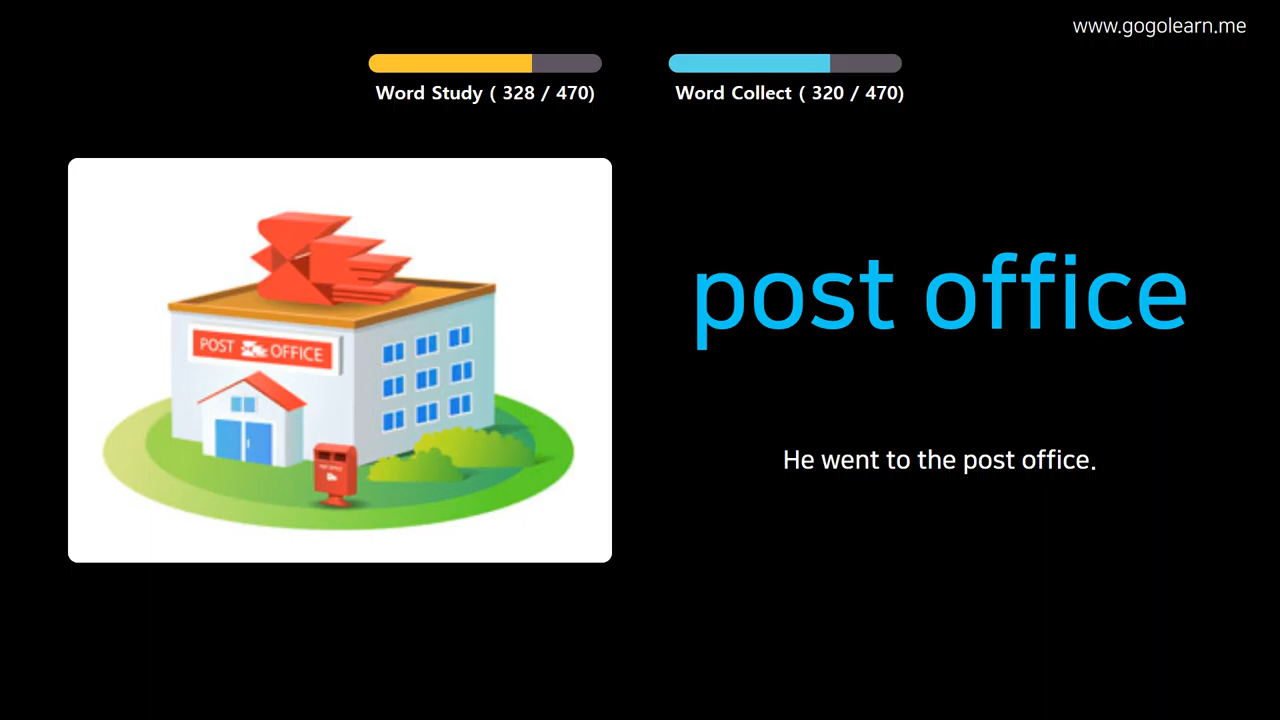 www.gogolearn.me
Word Study ( 328 / 470)
Word Collect ( 320 / 470)
POST OFFICE
post office
He went to the post office.